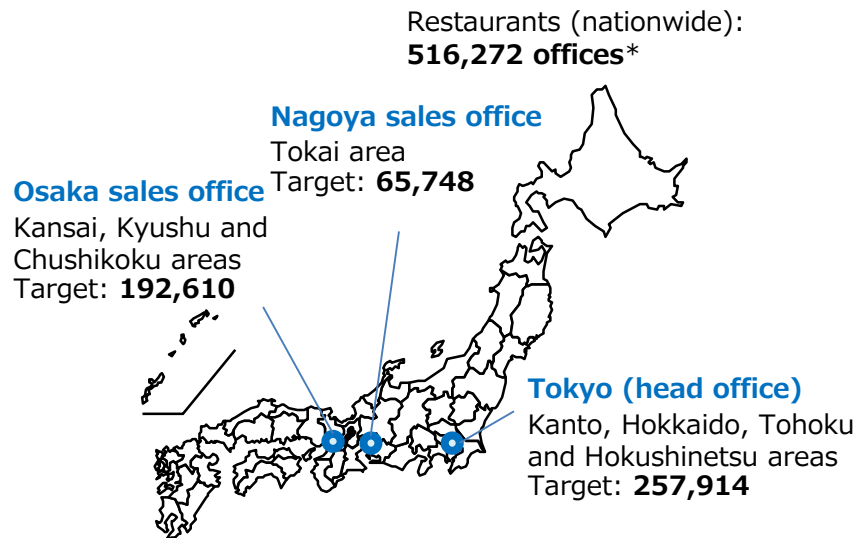 Restaurants (nationwide):
516,272 offices*
Nagoya sales office
Tokai area
Target: 65,748
Osaka sales office
Kansai, Kyushu and
Chushikoku areas
Target: 192,610
Tokyo (head office)
Kanto, Hokkaido, Tohoku
and Hokushinetsu areas
Target: 257,914